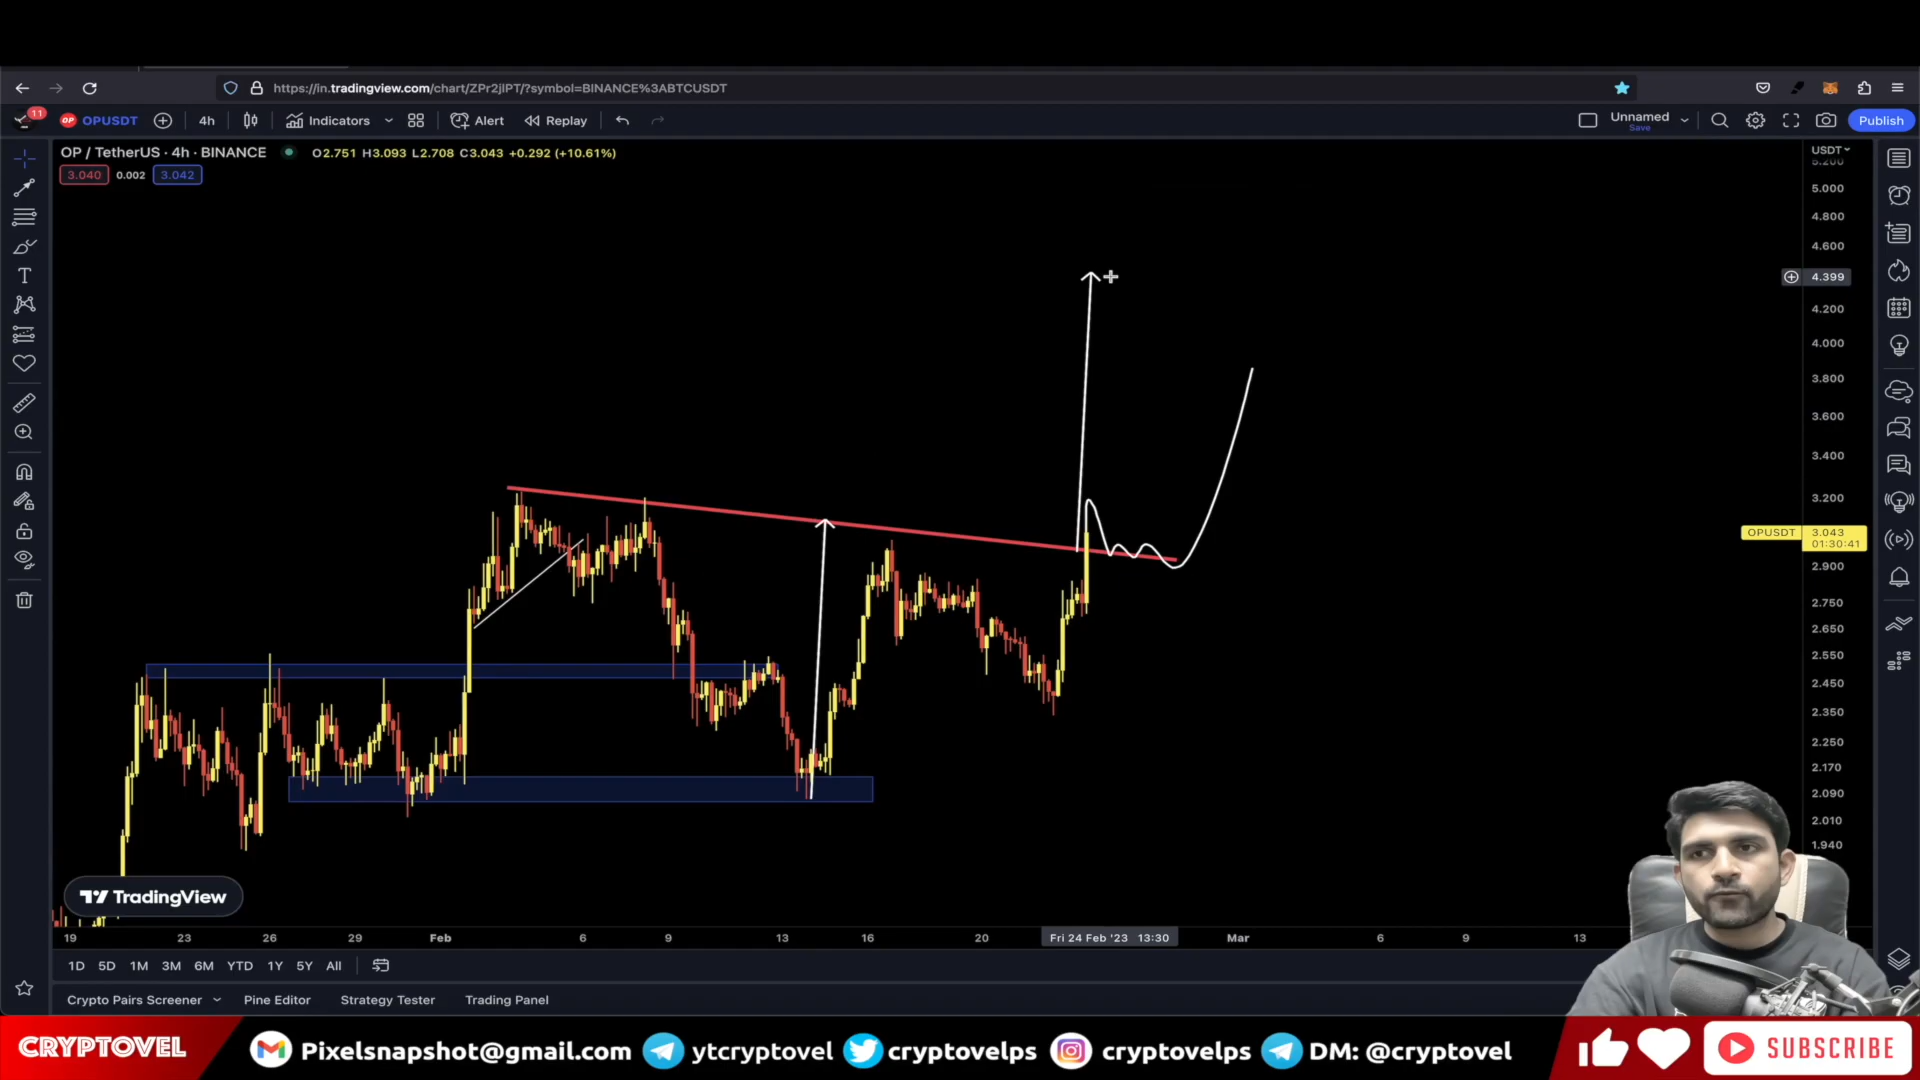 https://in.tradingview.com/chart/ZPr2jIPT/?symbol=BINANCE%3ABTCUSDT
11
OP
OPUSDT
4h
Indicators
Alert
Replay
Unnamed
Save
Publish
OP / TetherUS · 4h · BINANCE
O2.751 H3.093 L2.708 C3.043 +0.292 (+10.61%)
3.040
0.002
3.042
USDT
5.200
5.000
4.800
4.600
4.399
4.200
4.000
3.800
3.600
3.400
3.200
OPUSDT
3.043
01:30:41
2.900
2.750
2.650
2.550
2.450
2.350
2.250
2.170
2.090
2.010
1.940
TradingView
19 23 26 29 Feb 6 9 13 16 20 Fri 24 Feb '23 13:30 Mar 6 9 13
1D 5D 1M 3M 6M YTD 1Y 5Y All
Crypto Pairs Screener Pine Editor Strategy Tester Trading Panel
CRYPTOVEL
Pixelsnapshot@gmail.com
ytcryptovel
cryptovelps
cryptovelps
DM: @cryptovel
SUBSCRIBE